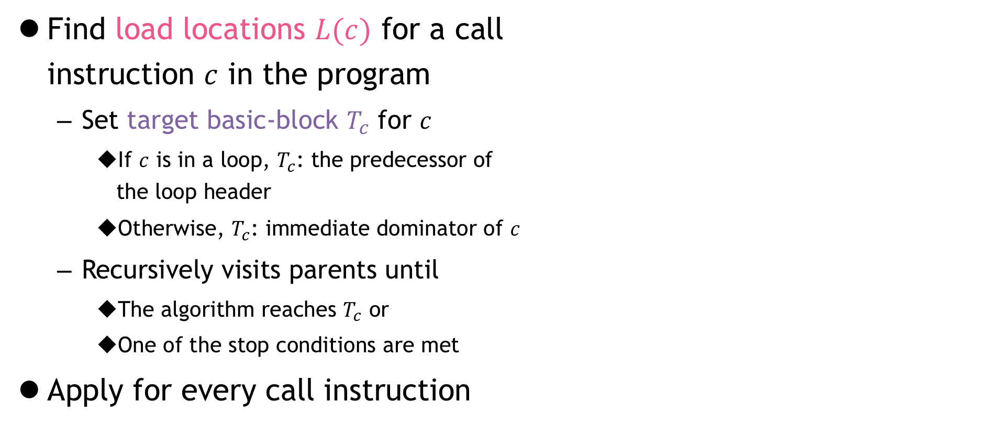 ● Find load locations L(c) for a call
instruction c in the program
– Set target basic-block T_c for c
◆If c is in a loop, T_c: the predecessor of
the loop header
◆Otherwise, T_c: immediate dominator of c
– Recursively visits parents until
◆The algorithm reaches T_c or
◆One of the stop conditions are met
● Apply for every call instruction